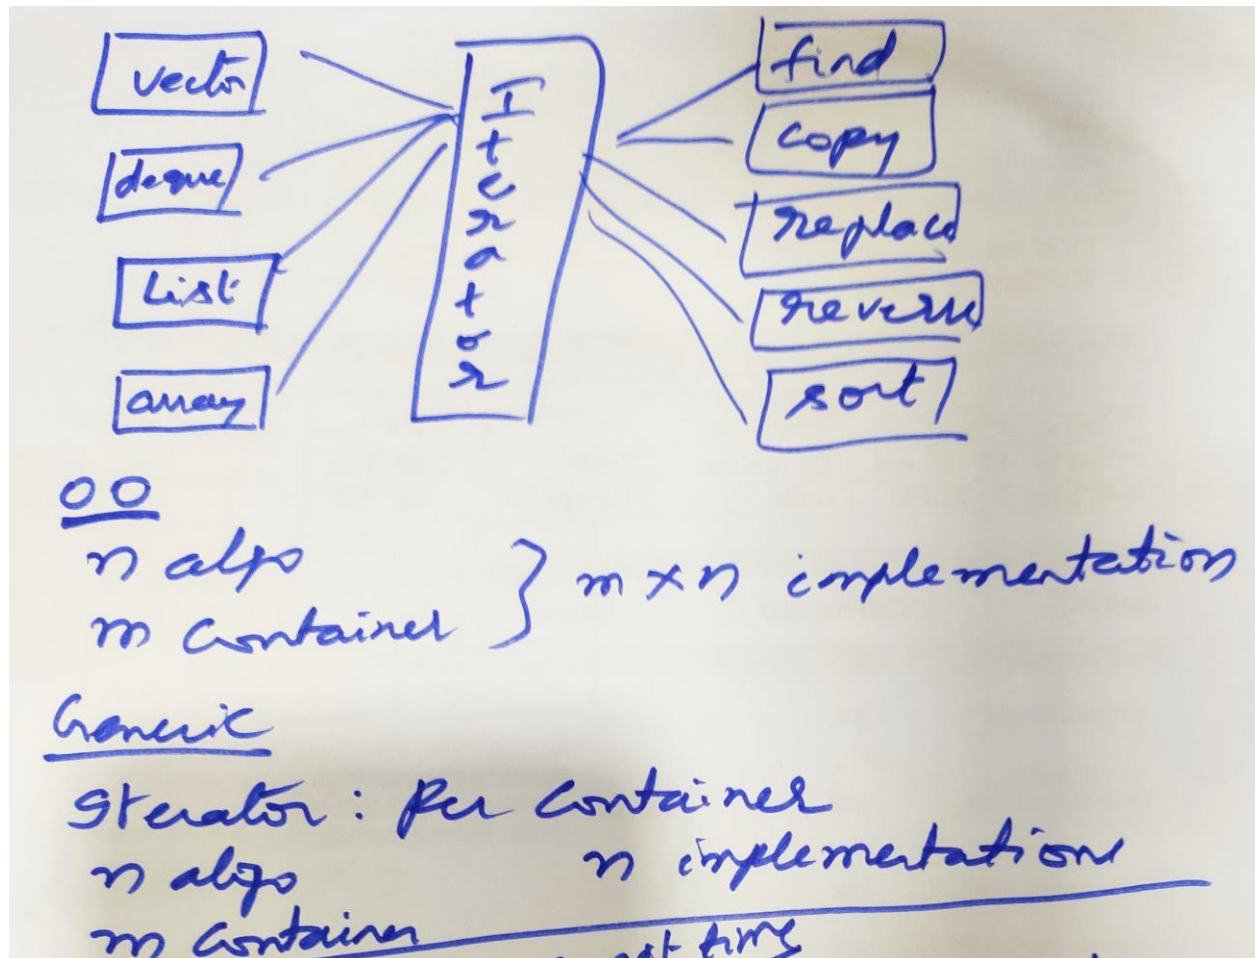 vector
deque
List
array
Iterator
find
copy
replace
reverse
sort
OO
n algo
m Container } m x n implementation
Generic
Iterator : Per Container
n algo n implementations
m Container
time